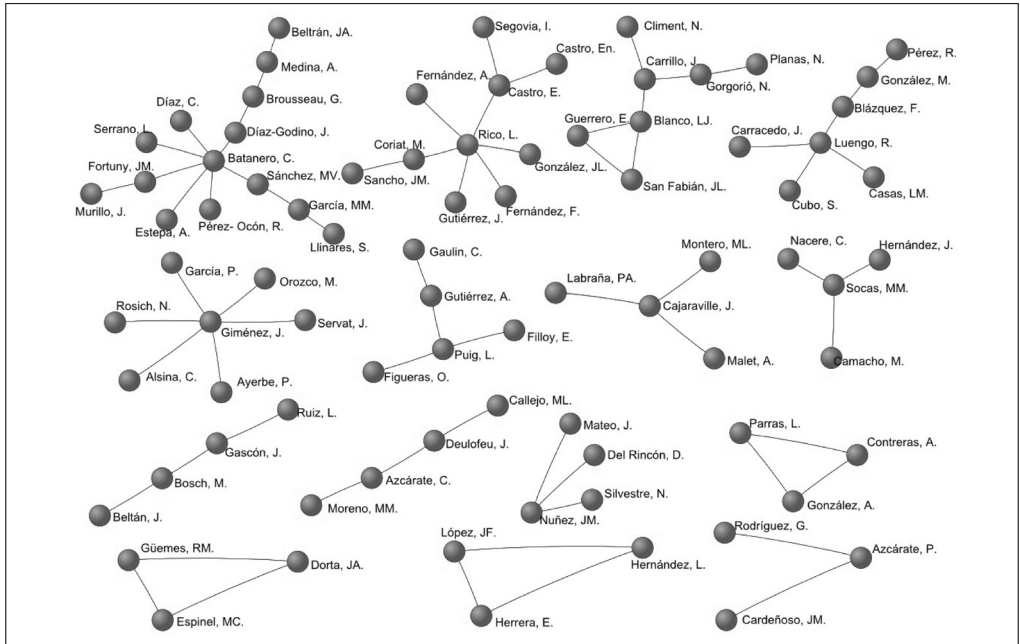 Beltrán, JA.
Medina, A.
Brousseau, G.
Díaz, C.
Díaz-Godino, J.
Serrano, L.
Batanero, C.
Fortuny, JM.
Sánchez, MV.
Murillo, J.
García, MM.
Estepa, A.
Pérez- Ocón, R.
Llinares, S.
Segovia, I.
Castro, En.
Fernández, A.
Castro, E.
Rico, L.
Coriat, M.
González, JL.
Sancho, JM.
Gutiérrez, J.
Fernández, F.
Climent, N.
Carrillo, J.
Planas, N.
Gorgorió, N.
Guerrero, E.
Blanco, LJ.
San Fabián, JL.
Pérez, R.
González, M.
Blázquez, F.
Carracedo, J.
Luengo, R.
Casas, LM.
Cubo, S.
García, P.
Orozco, M.
Rosich, N.
Giménez, J.
Servat, J.
Alsina, C.
Ayerbe, P.
Gaulin, C.
Gutiérrez, A.
Filloy, E.
Puig, L.
Figueras, O.
Montero, ML.
Labraña, PA.
Cajaraville, J.
Malet, A.
Nacere, C.
Hernández, J.
Socas, MM.
Camacho, M.
Ruiz, L.
Gascón, J.
Bosch, M.
Beltán, J.
Callejo, ML.
Deulofeu, J.
Azcárate, C.
Moreno, MM.
Mateo, J.
Del Rincón, D.
Silvestre, N.
Nuñez, JM.
Parras, L.
Contreras, A.
González, A.
Güemes, RM.
Dorta, JA.
Espinel, MC.
López, JF.
Hernández, L.
Herrera, E.
Rodríguez, G.
Azcárate, P.
Cardeñoso, JM.